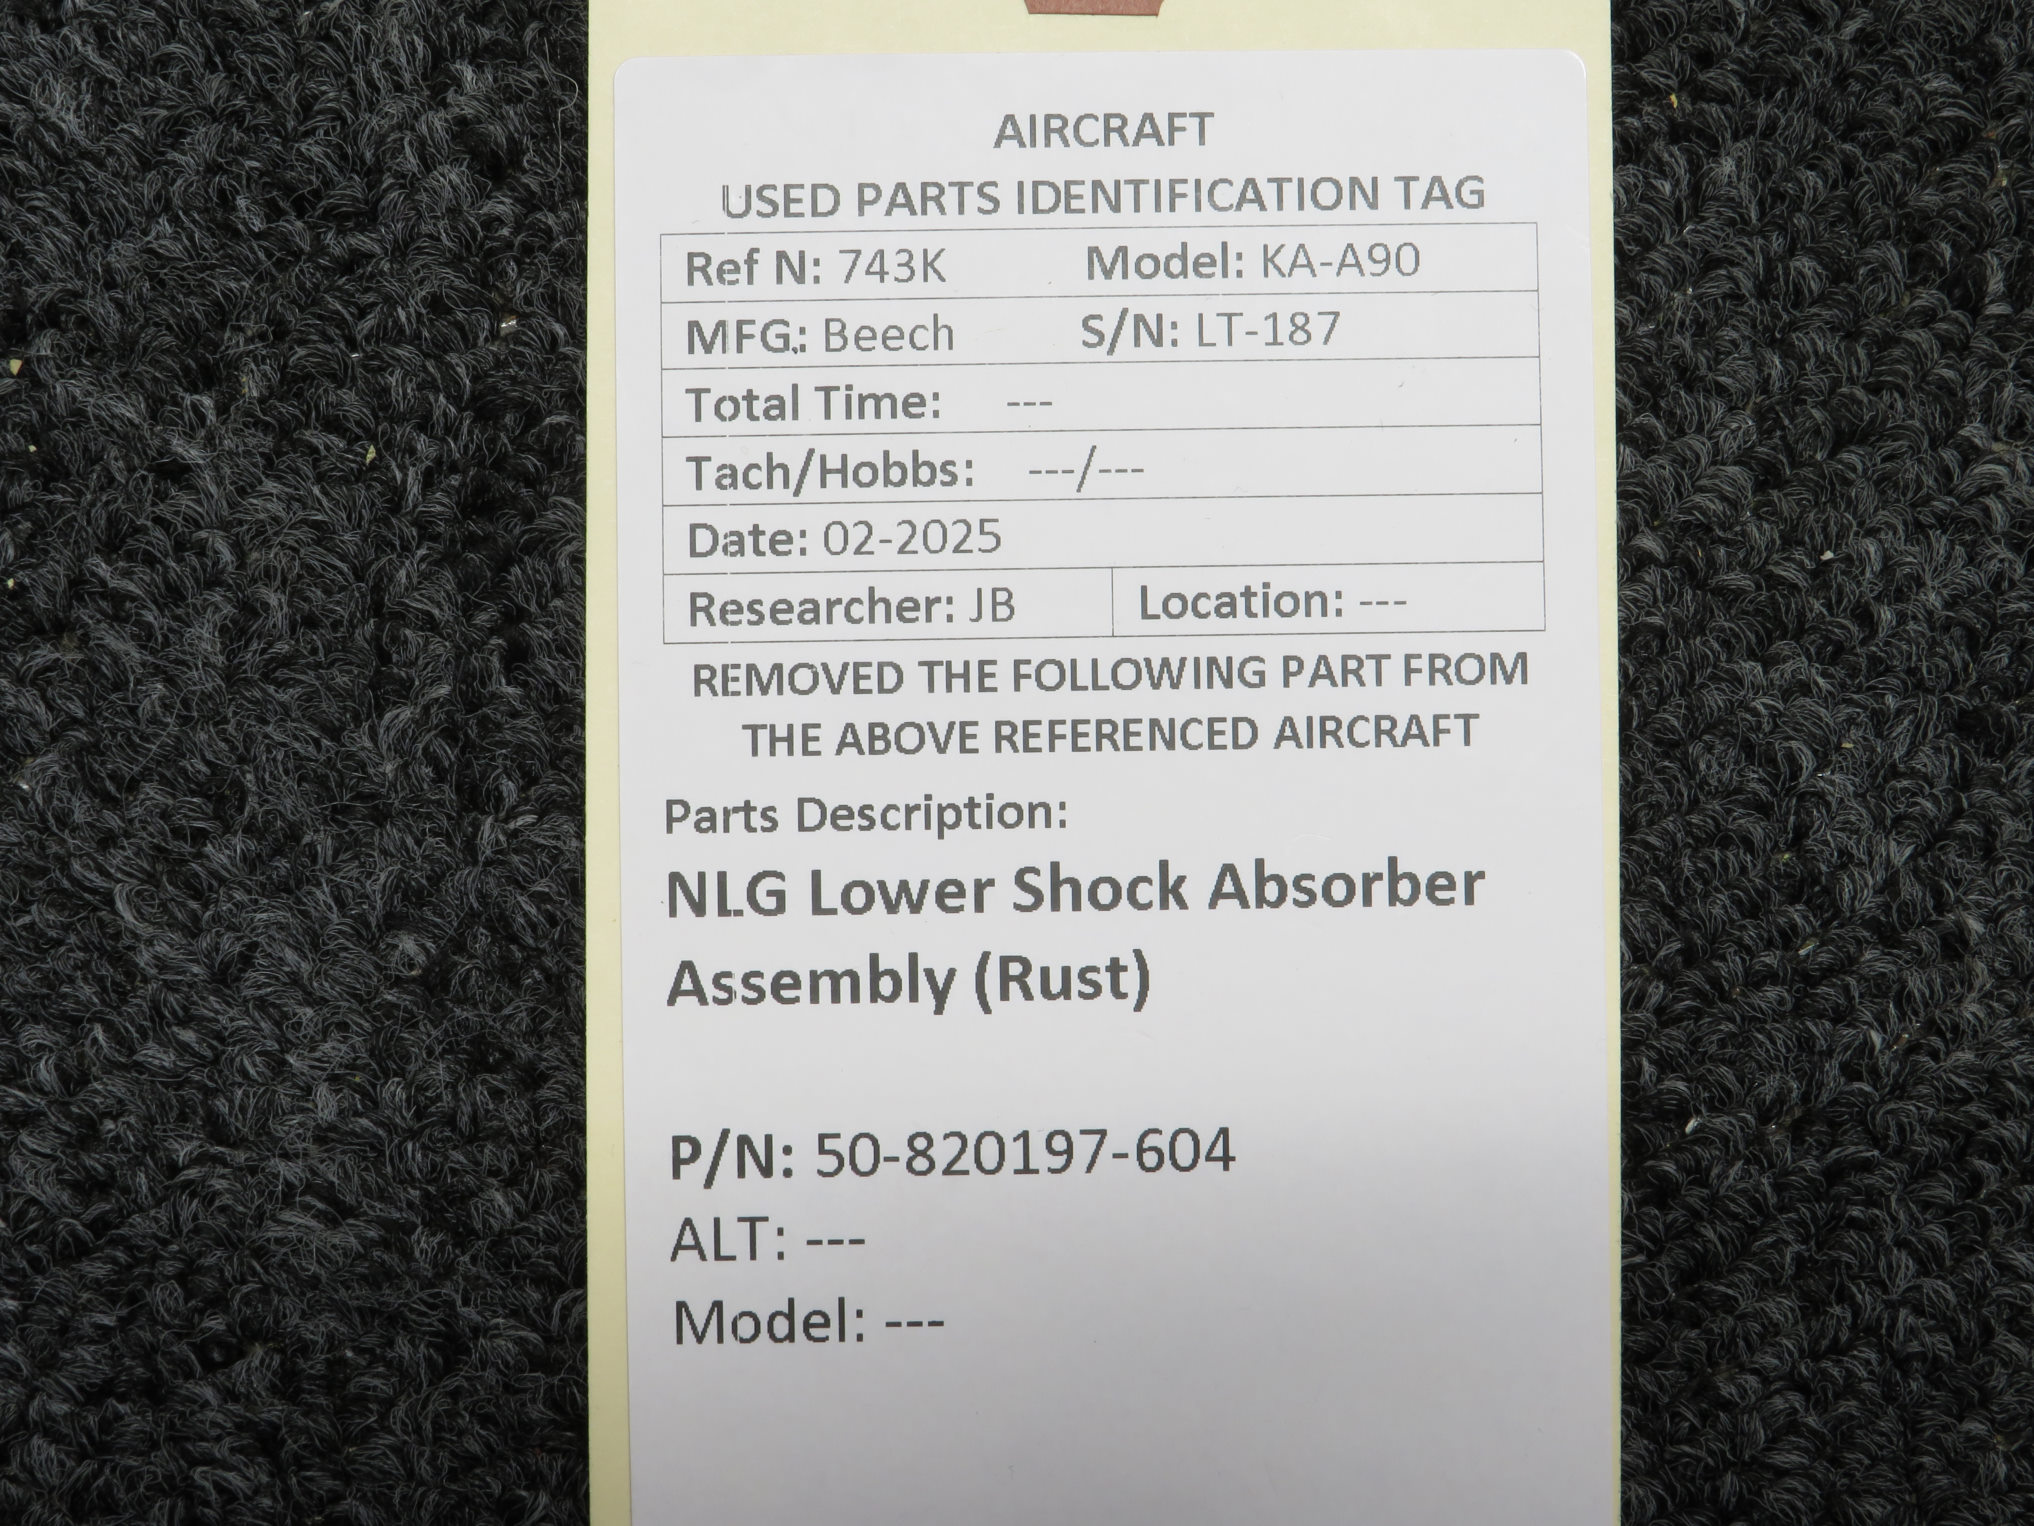 AIRCRAFT
USED PARTS IDENTIFICATION TAG
Ref N: 743K Model: KA-A90
MFG.: Beech S/N: LT-187
Total Time: ---
Tach/Hobbs: ---/---
Date: 02-2025
Researcher: JB Location: ---
REMOVED THE FOLLOWING PART FROM
THE ABOVE REFERENCED AIRCRAFT
Parts Description:
NLG Lower Shock Absorber
Assembly (Rust)
P/N: 50-820197-604
ALT: ---
Model: ---